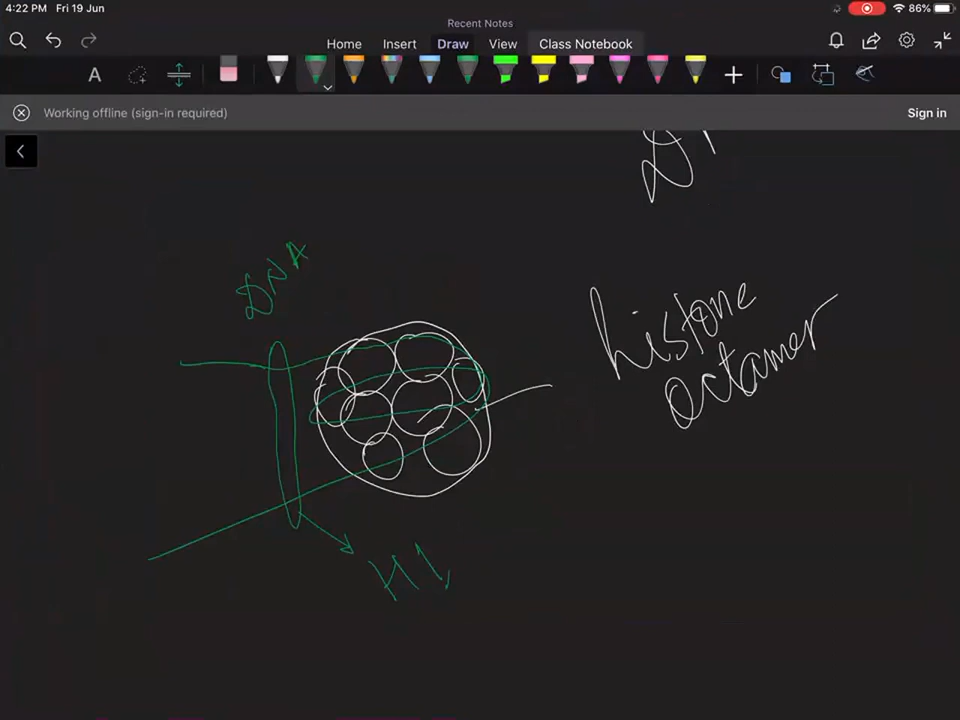 4:22 PM Fri 19 Jun
86%
Recent Notes
Home Insert Draw View Class Notebook
A
Working offline (sign-in required)
Sign in
DNA
histone
octamer
H1